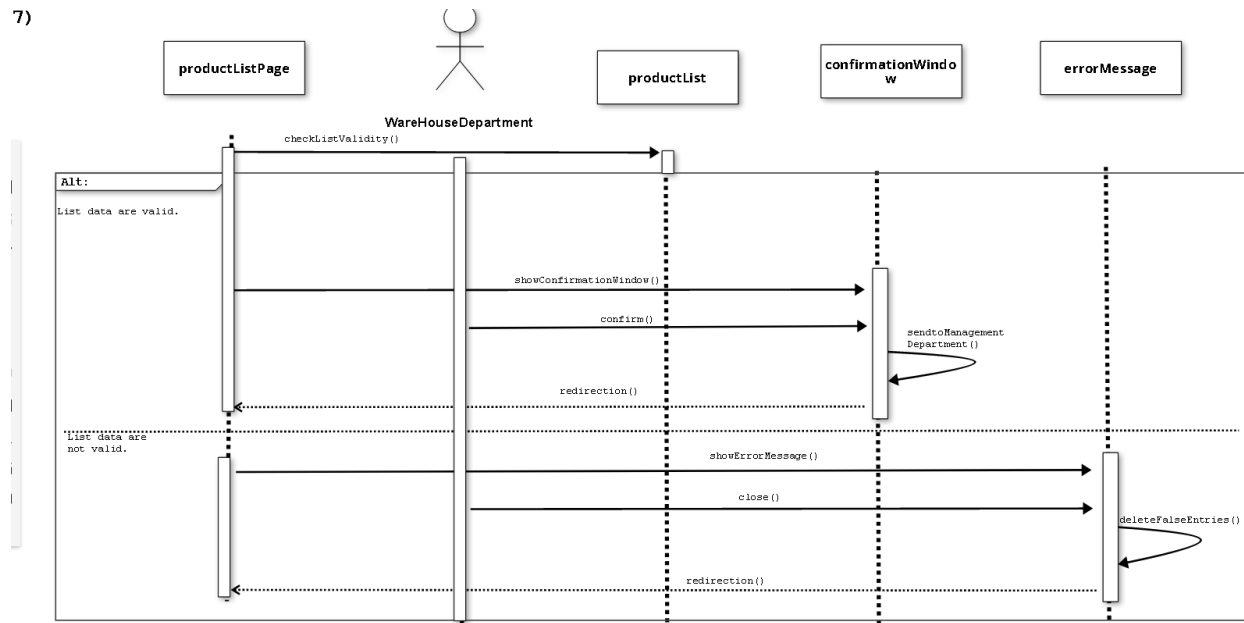 7)
productListPage
WareHouseDepartment
productList
confirmationWindo
w
errorMessage
checkListValidity()
Alt:
List data are valid.
showConfirmationWindow()
confirm()
sendtoManagement
Department()
redirection()
List data are
not valid.
showErrorMessage()
close()
deleteFalseEntries()
redirection()